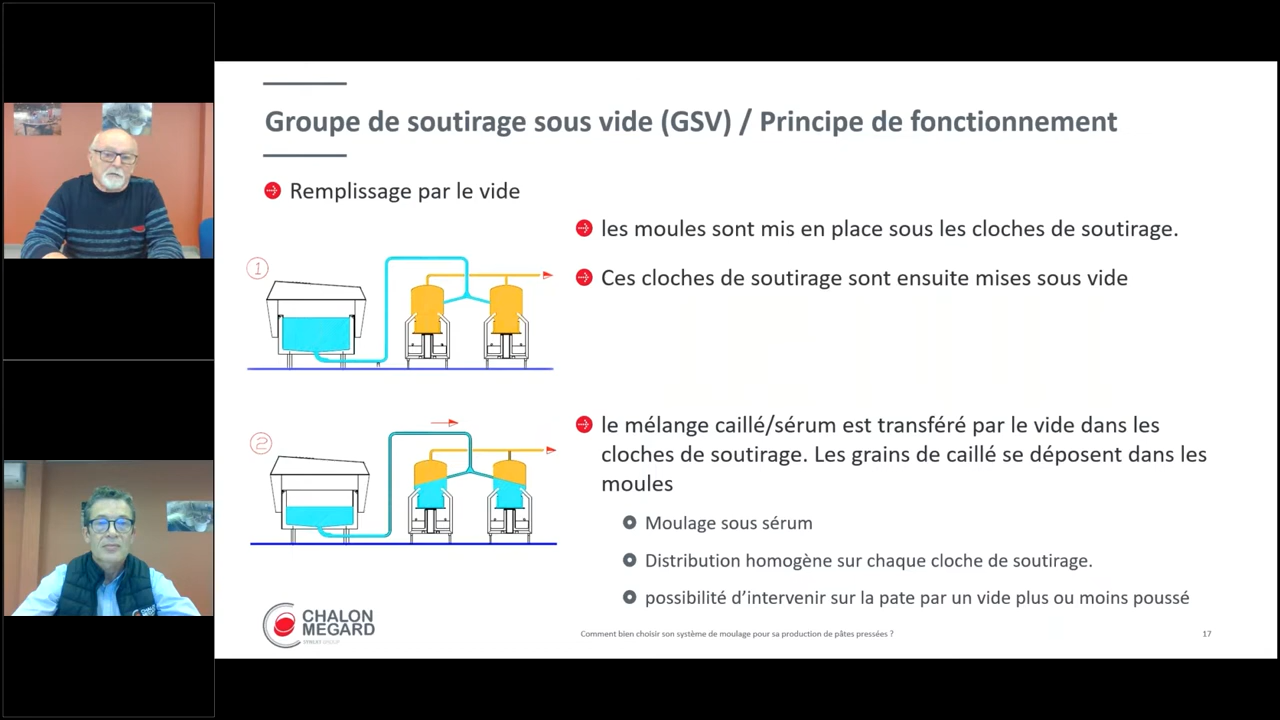 Groupe de soutirage sous vide (GSV) / Principe de fonctionnement
Remplissage par le vide
les moules sont mis en place sous les cloches de soutirage.
Ces cloches de soutirage sont ensuite mises sous vide
1
le mélange caillé/sérum est transféré par le vide dans les
cloches de soutirage. Les grains de caillé se déposent dans les
moules
2
Moulage sous sérum
Distribution homogène sur chaque cloche de soutirage.
possibilité d'intervenir sur la pate par un vide plus ou moins poussé
CHALON
MEGARD
Comment bien choisir son système de moulage pour sa production de pâtes pressées ?
17